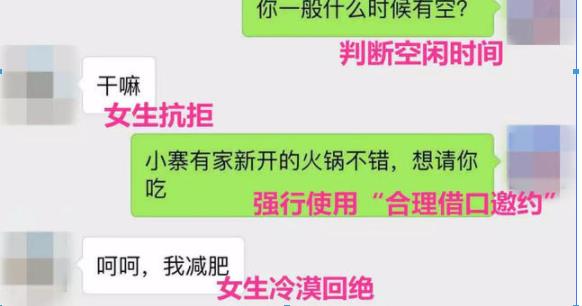 你一般什么时候有空?
判断空闲时间
干嘛
女生抗拒
小寨有家新开的火锅不错，想请你
吃
强行使用“合理借口邀约”
呵呵，我减肥
女生冷漠回绝